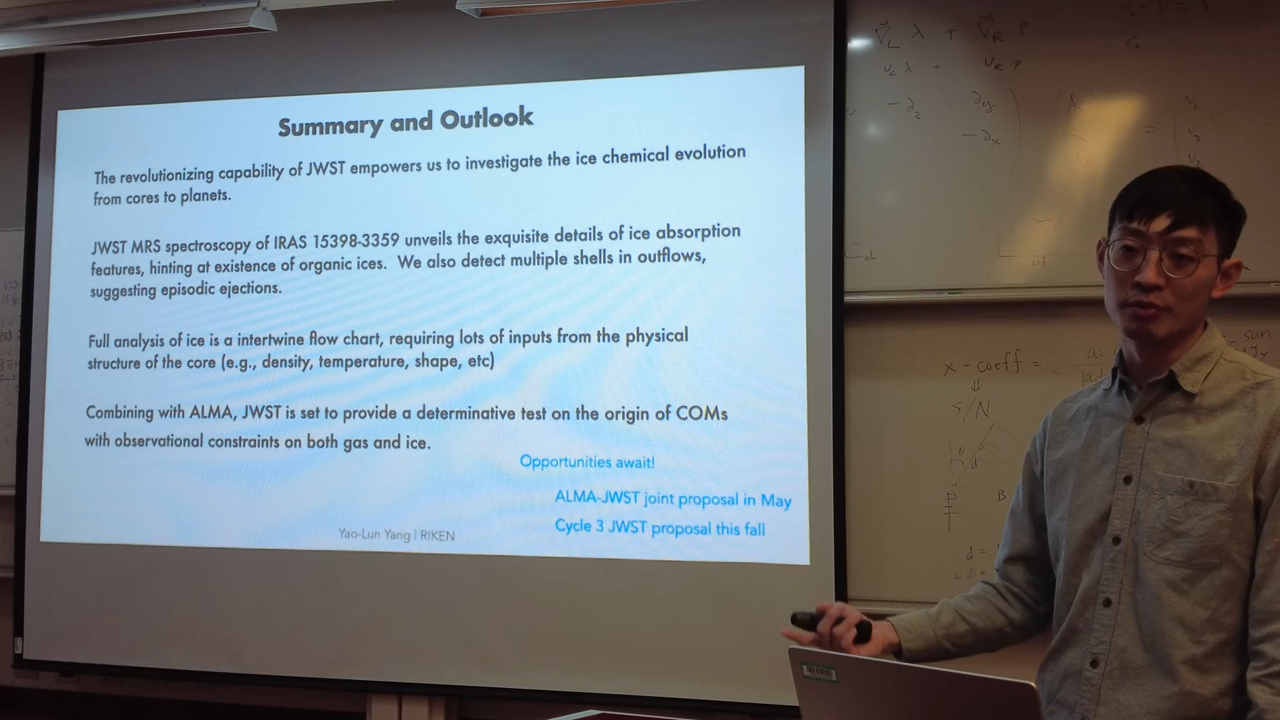 Summary and Outlook
The revolutionizing capability of JWST empowers us to investigate the ice chemical evolution
from cores to planets.
JWST MRS spectroscopy of IRAS 15398-3359 unveils the exquisite details of ice absorption
features, hinting at existence of organic ices. We also detect multiple shells in outflows,
suggesting episodic ejections.
Full analysis of ice is a intertwine flow chart, requiring lots of inputs from the physical
structure of the core (e.g., density, temperature, shape, etc)
Combining with ALMA, JWST is set to provide a determinative test on the origin of COMs
with observational constraints on both gas and ice.
Opportunities await!
ALMA-JWST joint proposal in May
Cycle 3 JWST proposal this fall
Yao-Lun Yang | RIKEN
x - coeff =
⇓
S/N
B
d =